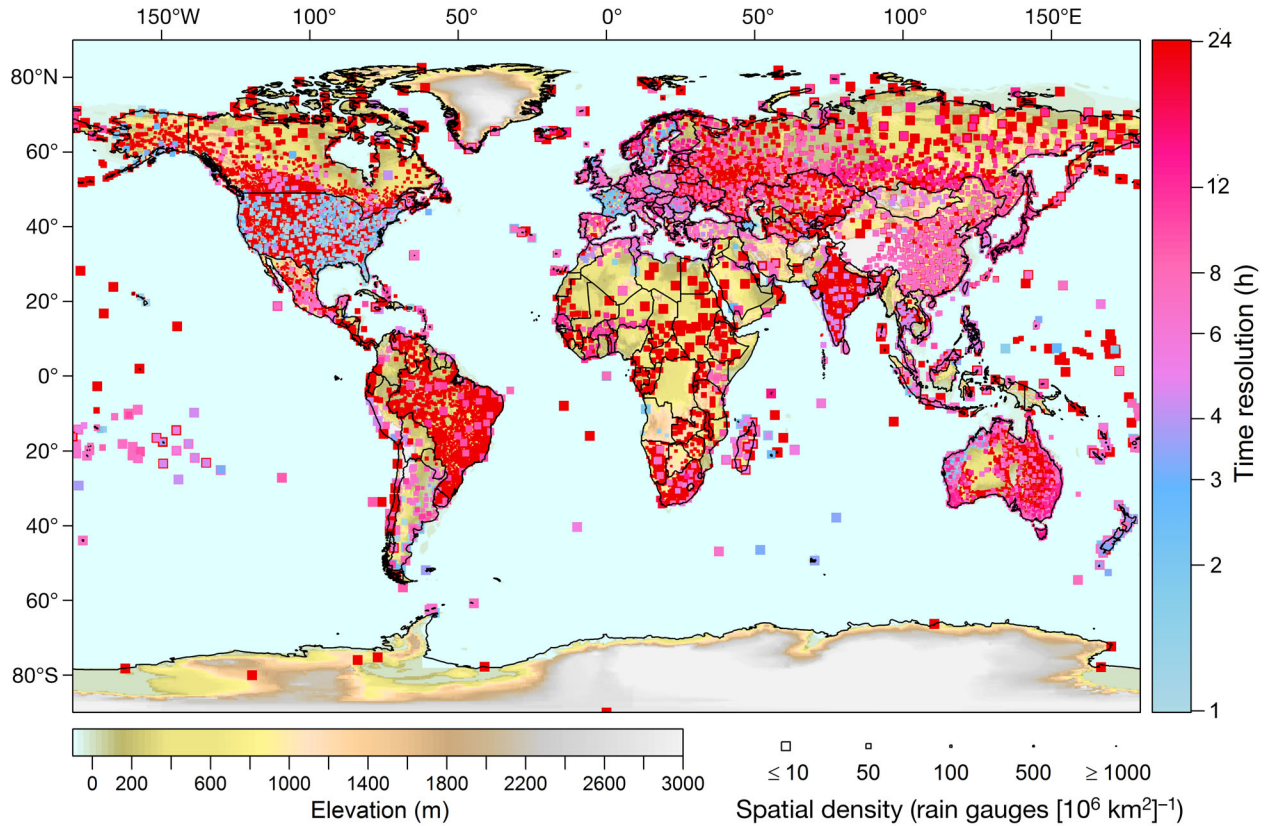 150°W 100° 50° 0° 50° 100° 150°E
80°N
60°
40°
20°
0°
20°
40°
60°
80°S
24
12
8
6
4
3
2
1
Time resolution (h)
0 200 600 1000 1400 1800 2200 2600 3000
Elevation (m)
≤ 10 50 100 500 ≥ 1000
Spatial density (rain gauges [10⁶ km²]⁻¹)